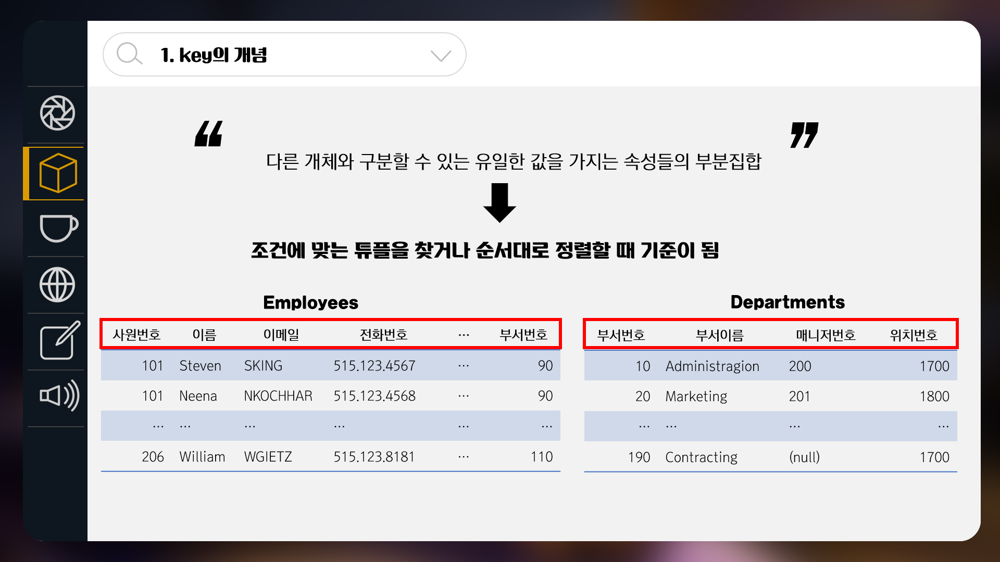 1. key의 개념
“ ”
다른 개체와 구분할 수 있는 유일한 값을 가지는 속성들의 부분집합
조건에 맞는 튜플을 찾거나 순서대로 정렬할 때 기준이 됨
Employees
사원번호 이름 이메일 전화번호 … 부서번호
101 Steven SKING 515.123.4567 … 90
101 Neena NKOCHHAR 515.123.4568 … 90
… … … … … …
206 William WGIETZ 515.123.8181 … 110
Departments
부서번호 부서이름 매니저번호 위치번호
10 Administragion 200 1700
20 Marketing 201 1800
… … … …
190 Contracting (null) 1700